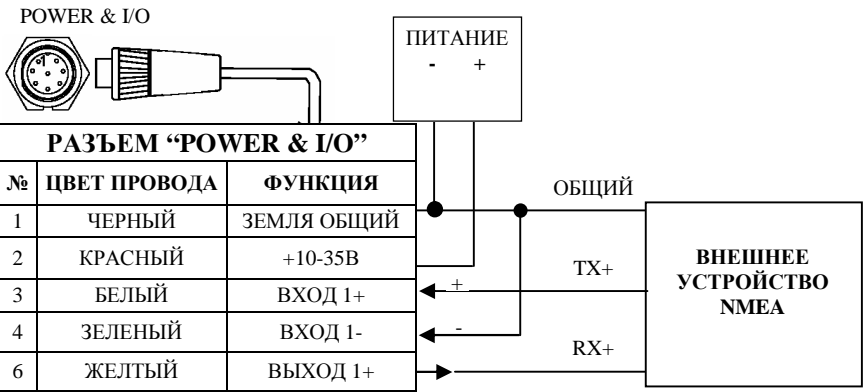 POWER & I/O
ПИТАНИЕ
- +
РАЗЪЕМ “POWER & I/O”
№ ЦВЕТ ПРОВОДА ФУНКЦИЯ
1 ЧЕРНЫЙ ЗЕМЛЯ ОБЩИЙ
2 КРАСНЫЙ +10-35В
3 БЕЛЫЙ ВХОД 1+
4 ЗЕЛЕНЫЙ ВХОД 1-
6 ЖЕЛТЫЙ ВЫХОД 1+
ОБЩИЙ
+
TX+
-
RX+
ВНЕШНЕЕ
УСТРОЙСТВО
NMEA
1